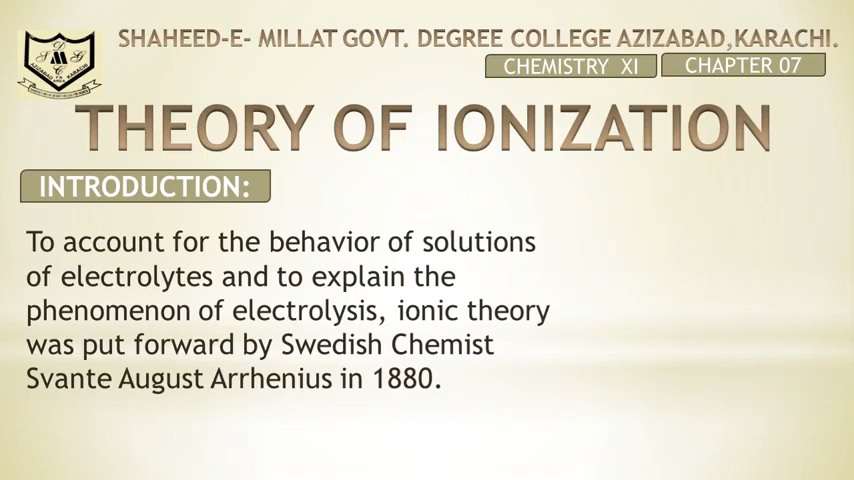 SHAHEED-E- MILLAT GOVT. DEGREE COLLEGE AZIZABAD,KARACHI.
CHEMISTRY XI
CHAPTER 07
THEORY OF IONIZATION
INTRODUCTION:
To account for the behavior of solutions
of electrolytes and to explain the
phenomenon of electrolysis, ionic theory
was put forward by Swedish Chemist
Svante August Arrhenius in 1880.